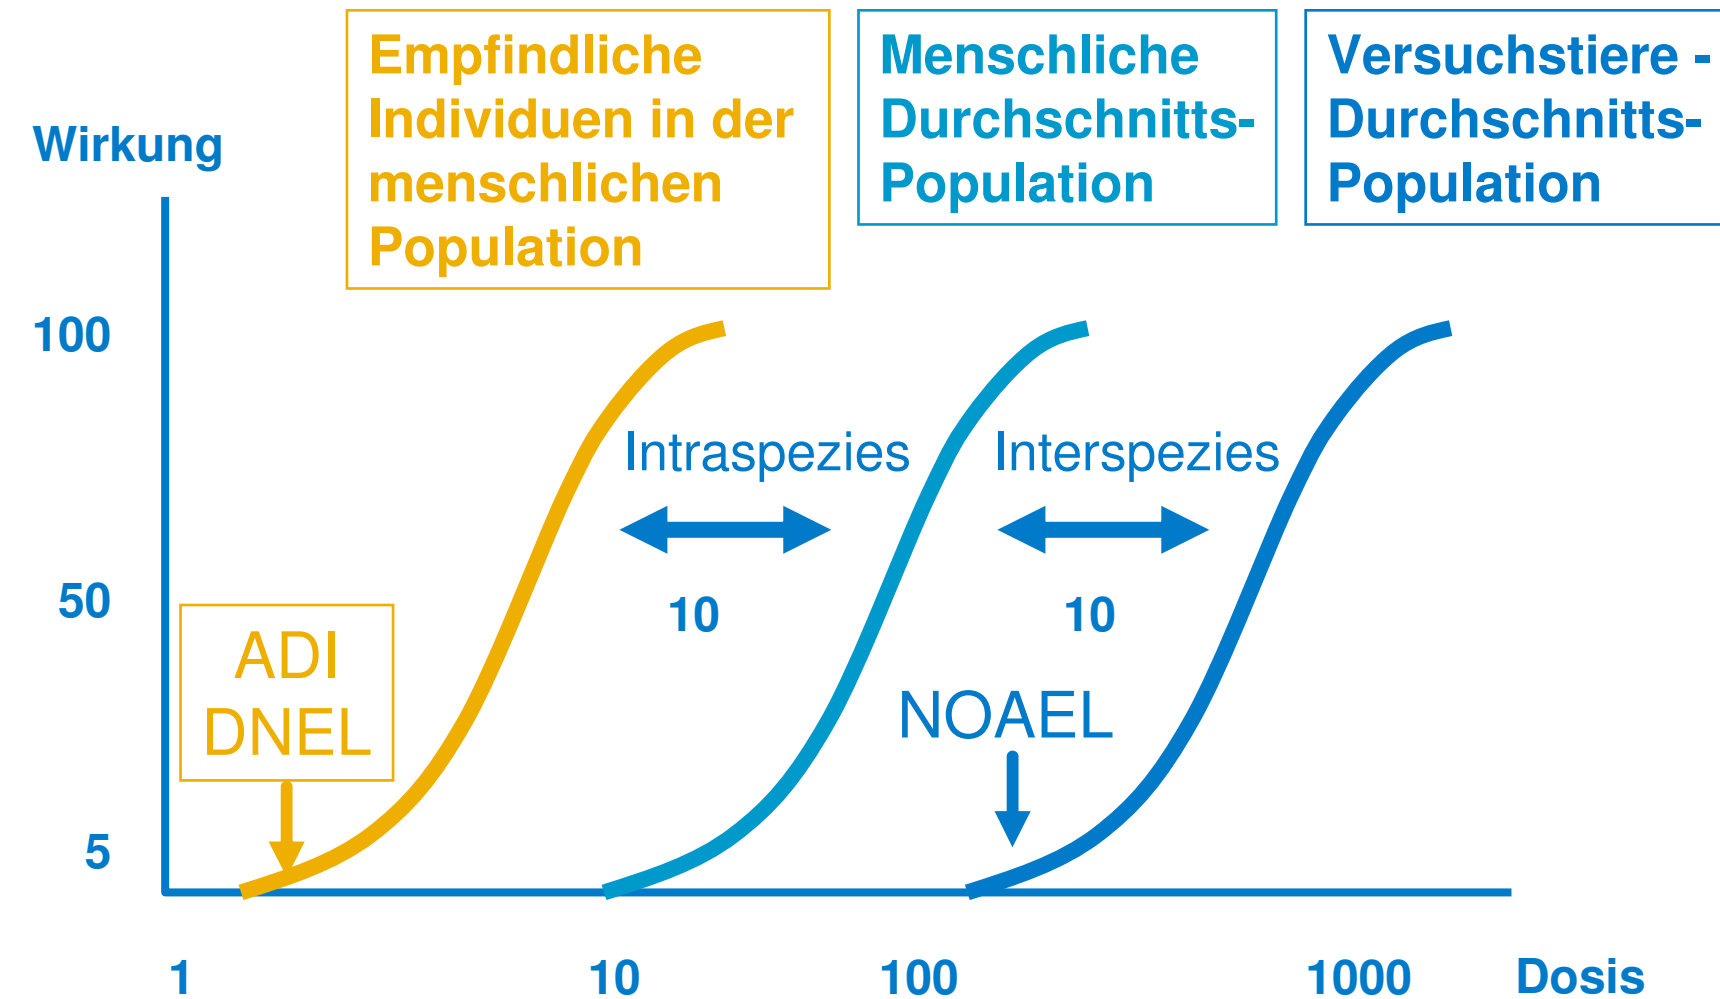 Empfindliche
Individuen in der
menschlichen
Population
Menschliche
Durchschnitts-
Population
Versuchstiere -
Durchschnitts-
Population
Wirkung
100
50
5
Intraspezies
10
Interspezies
10
ADI
DNEL
NOAEL
1
10
100
1000
Dosis